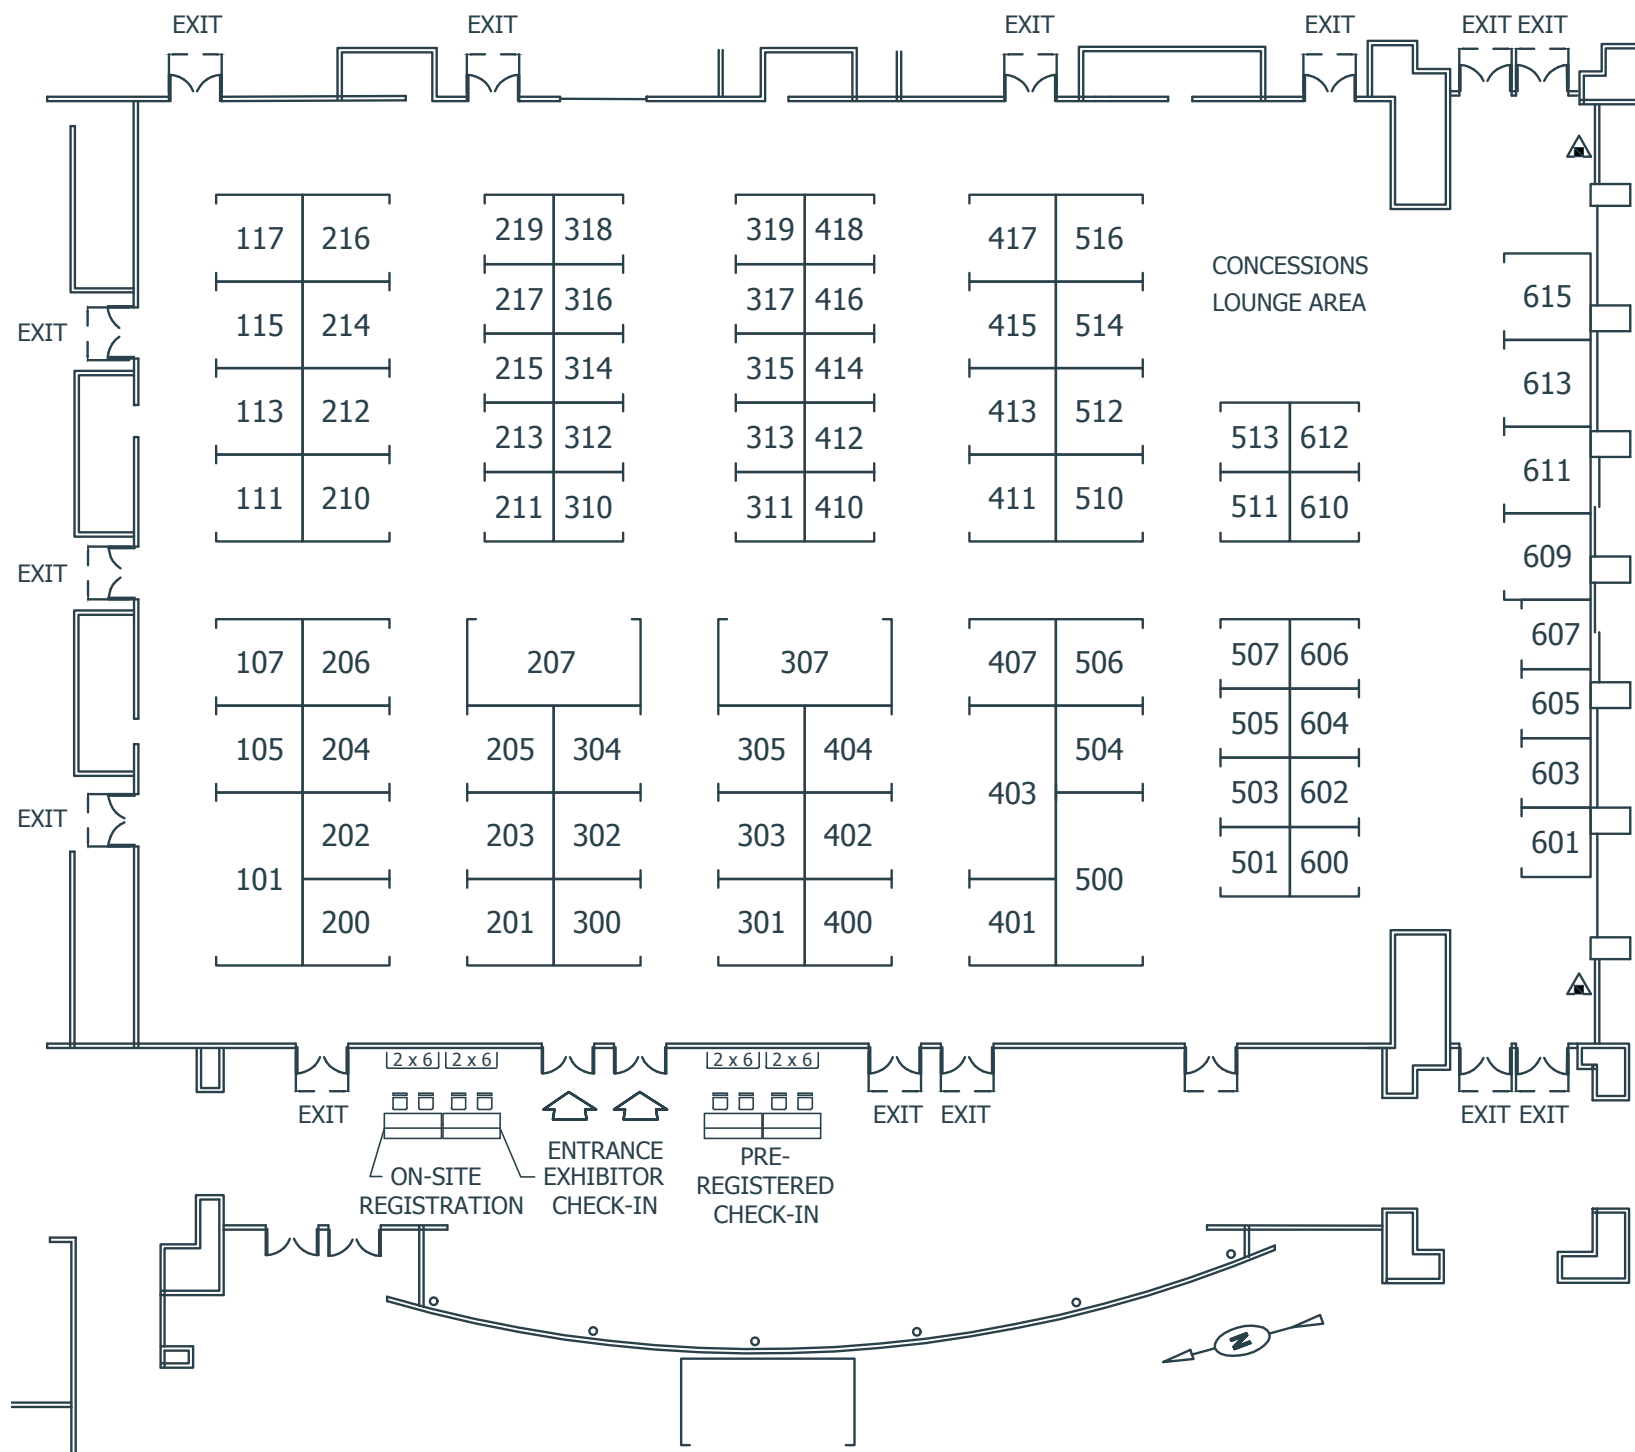 EXIT EXIT EXIT EXIT EXIT EXIT
117 216 219 318 319 418 417 516
CONCESSIONS
LOUNGE AREA
615
217 316 317 416
EXIT
115 214 415 514
215 314 315 414
613
113 212 413 512
213 312 313 412
513 612
611
111 210 411 510
211 310 311 410
511 610
609
EXIT
607
107 206 207 307 407 506
507 606
605
105 204 205 304 305 404 504
505 604
603
403
503 602
EXIT
202 203 302 303 402
601
501 600
101 500
200 201 300 301 400 401
2 x 6 2 x 6 2 x 6 2 x 6
EXIT EXIT EXIT EXIT EXIT EXIT
ENTRANCE
ON-SITE
REGISTRATION
EXHIBITOR
CHECK-IN
PRE-
REGISTERED
CHECK-IN
N